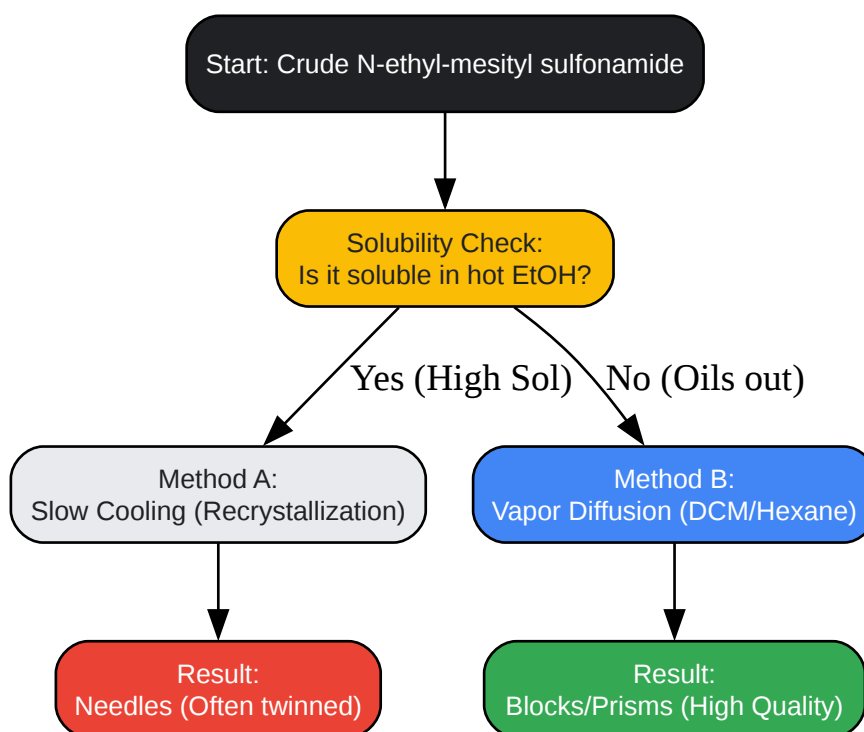 Start: Crude N-ethyl-mesityl sulfonamide
Solubility Check:
Is it soluble in hot EtOH?
Yes (High Sol)
No (Oils out)
Method A:
Slow Cooling (Recrystallization)
Method B:
Vapor Diffusion (DCM/Hexane)
Result:
Needles (Often twinned)
Result:
Blocks/Prisms (High Quality)